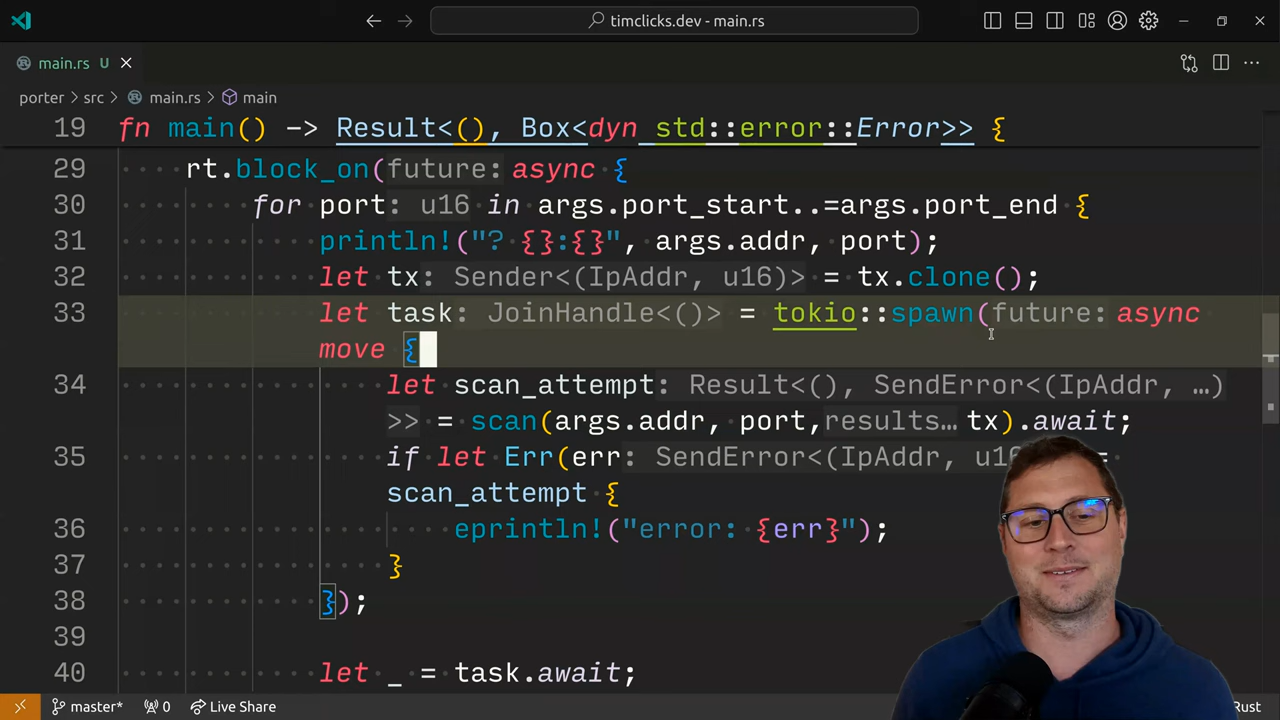 timclicks.dev - main.rs
main.rs U
porter > src > main.rs > main
19 fn main() -> Result<(), Box<dyn std::error::Error>> {
29 rt.block_on(future: async {
30 for port: u16 in args.port_start..=args.port_end {
31 println!("? {}:{}", args.addr, port);
32 let tx: Sender<(IpAddr, u16)> = tx.clone();
33 let task: JoinHandle<()> = tokio::spawn(future: async
move {
34 let scan_attempt: Result<(), SendError<(IpAddr, …)
>> = scan(args.addr, port, results… tx).await;
35 if let Err(err: SendError<(IpAddr, u16 =
scan_attempt {
36 eprintln!("error: {err}");
37 }
38 });
39
40 let _ = task.await;
master* 0 Live Share Rust